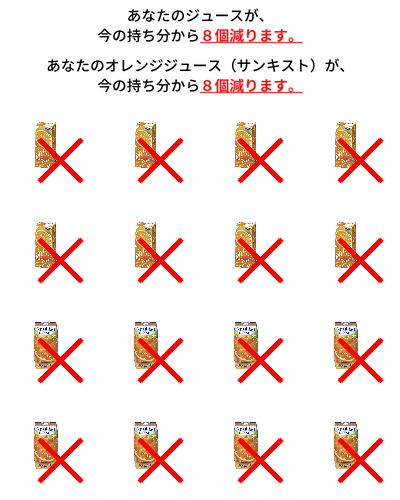 あなたのジュースが、
今の持ち分から８個減ります。
あなたのオレンジジュース（サンキスト）が、
今の持ち分から８個減ります。